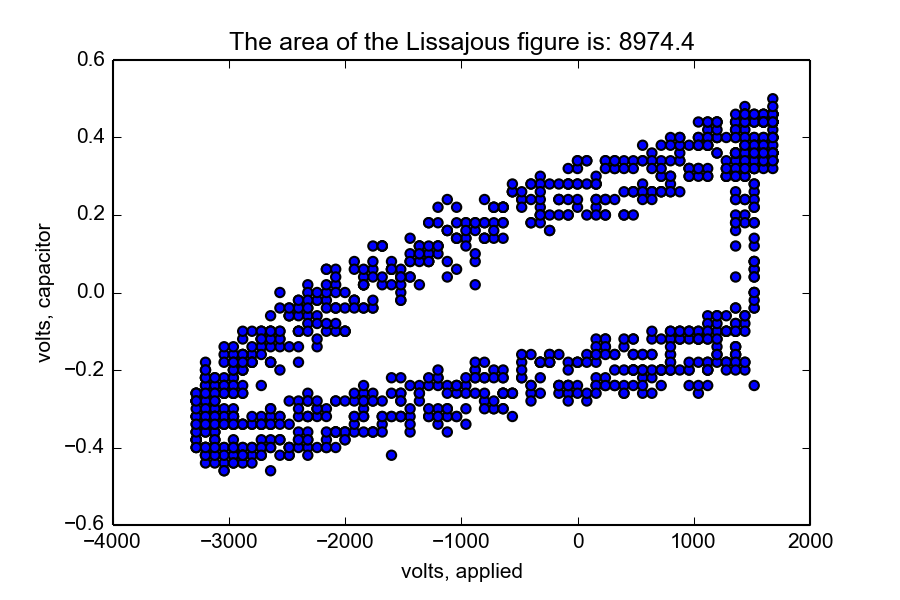 The area of the Lissajous figure is: 8974.4
0.6
0.4
0.2
0.0
−0.2
−0.4
−0.6
volts, capacitor
−4000 −3000 −2000 −1000 0 1000 2000
volts, applied